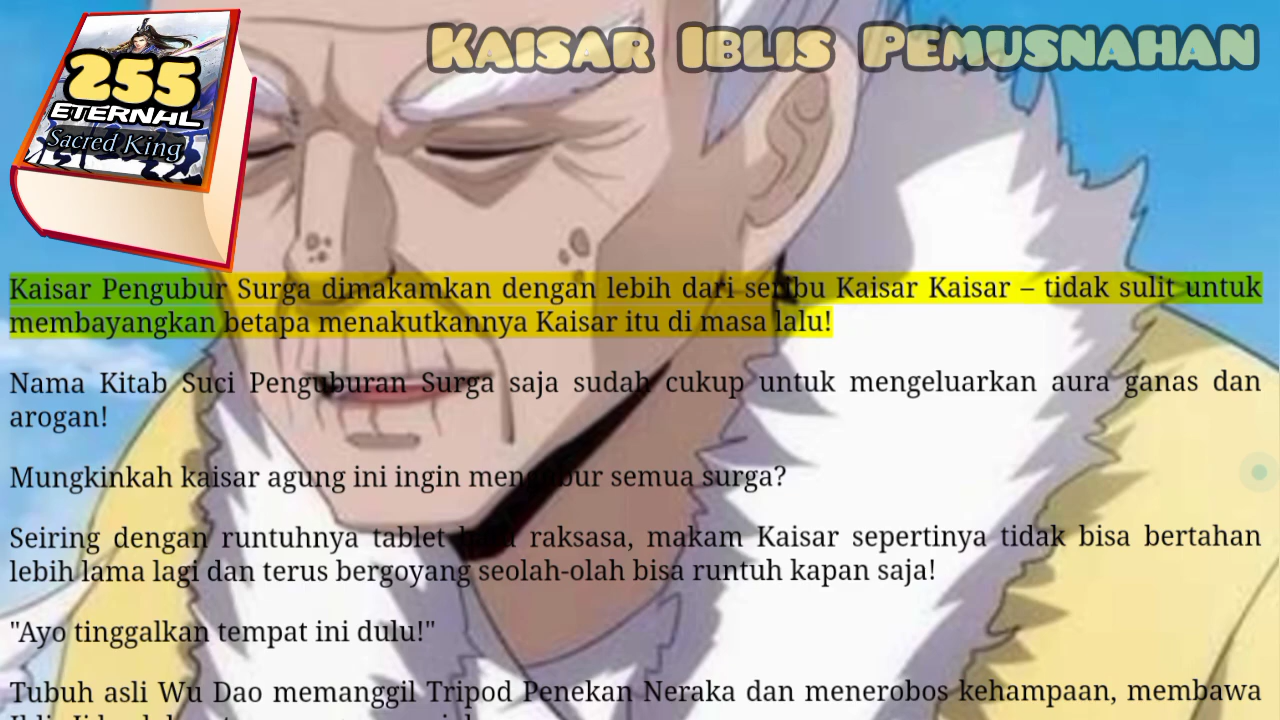 Kaisar Iblis Pemusnahan
255
ETERNAL
Sacred King
Kaisar Pengubur Surga dimakamkan dengan lebih dari seribu Kaisar Kaisar – tidak sulit untuk
membayangkan betapa menakutkannya Kaisar itu di masa lalu!
Nama Kitab Suci Penguburan Surga saja sudah cukup untuk mengeluarkan aura ganas dan
arogan!
Mungkinkah kaisar agung ini ingin mengubur semua surga?
Seiring dengan runtuhnya tablet batu raksasa, makam Kaisar sepertinya tidak bisa bertahan
lebih lama lagi dan terus bergoyang seolah-olah bisa runtuh kapan saja!
"Ayo tinggalkan tempat ini dulu!"
Tubuh asli Wu Dao memanggil Tripod Penekan Neraka dan menerobos kehampaan, membawa